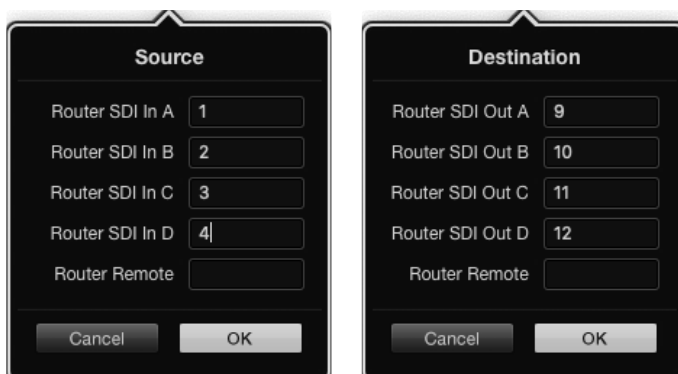 Source
Router SDI In A 1
Router SDI In B 2
Router SDI In C 3
Router SDI In D 4
Router Remote
Cancel OK
Destination
Router SDI Out A 9
Router SDI Out B 10
Router SDI Out C 11
Router SDI Out D 12
Router Remote
Cancel OK